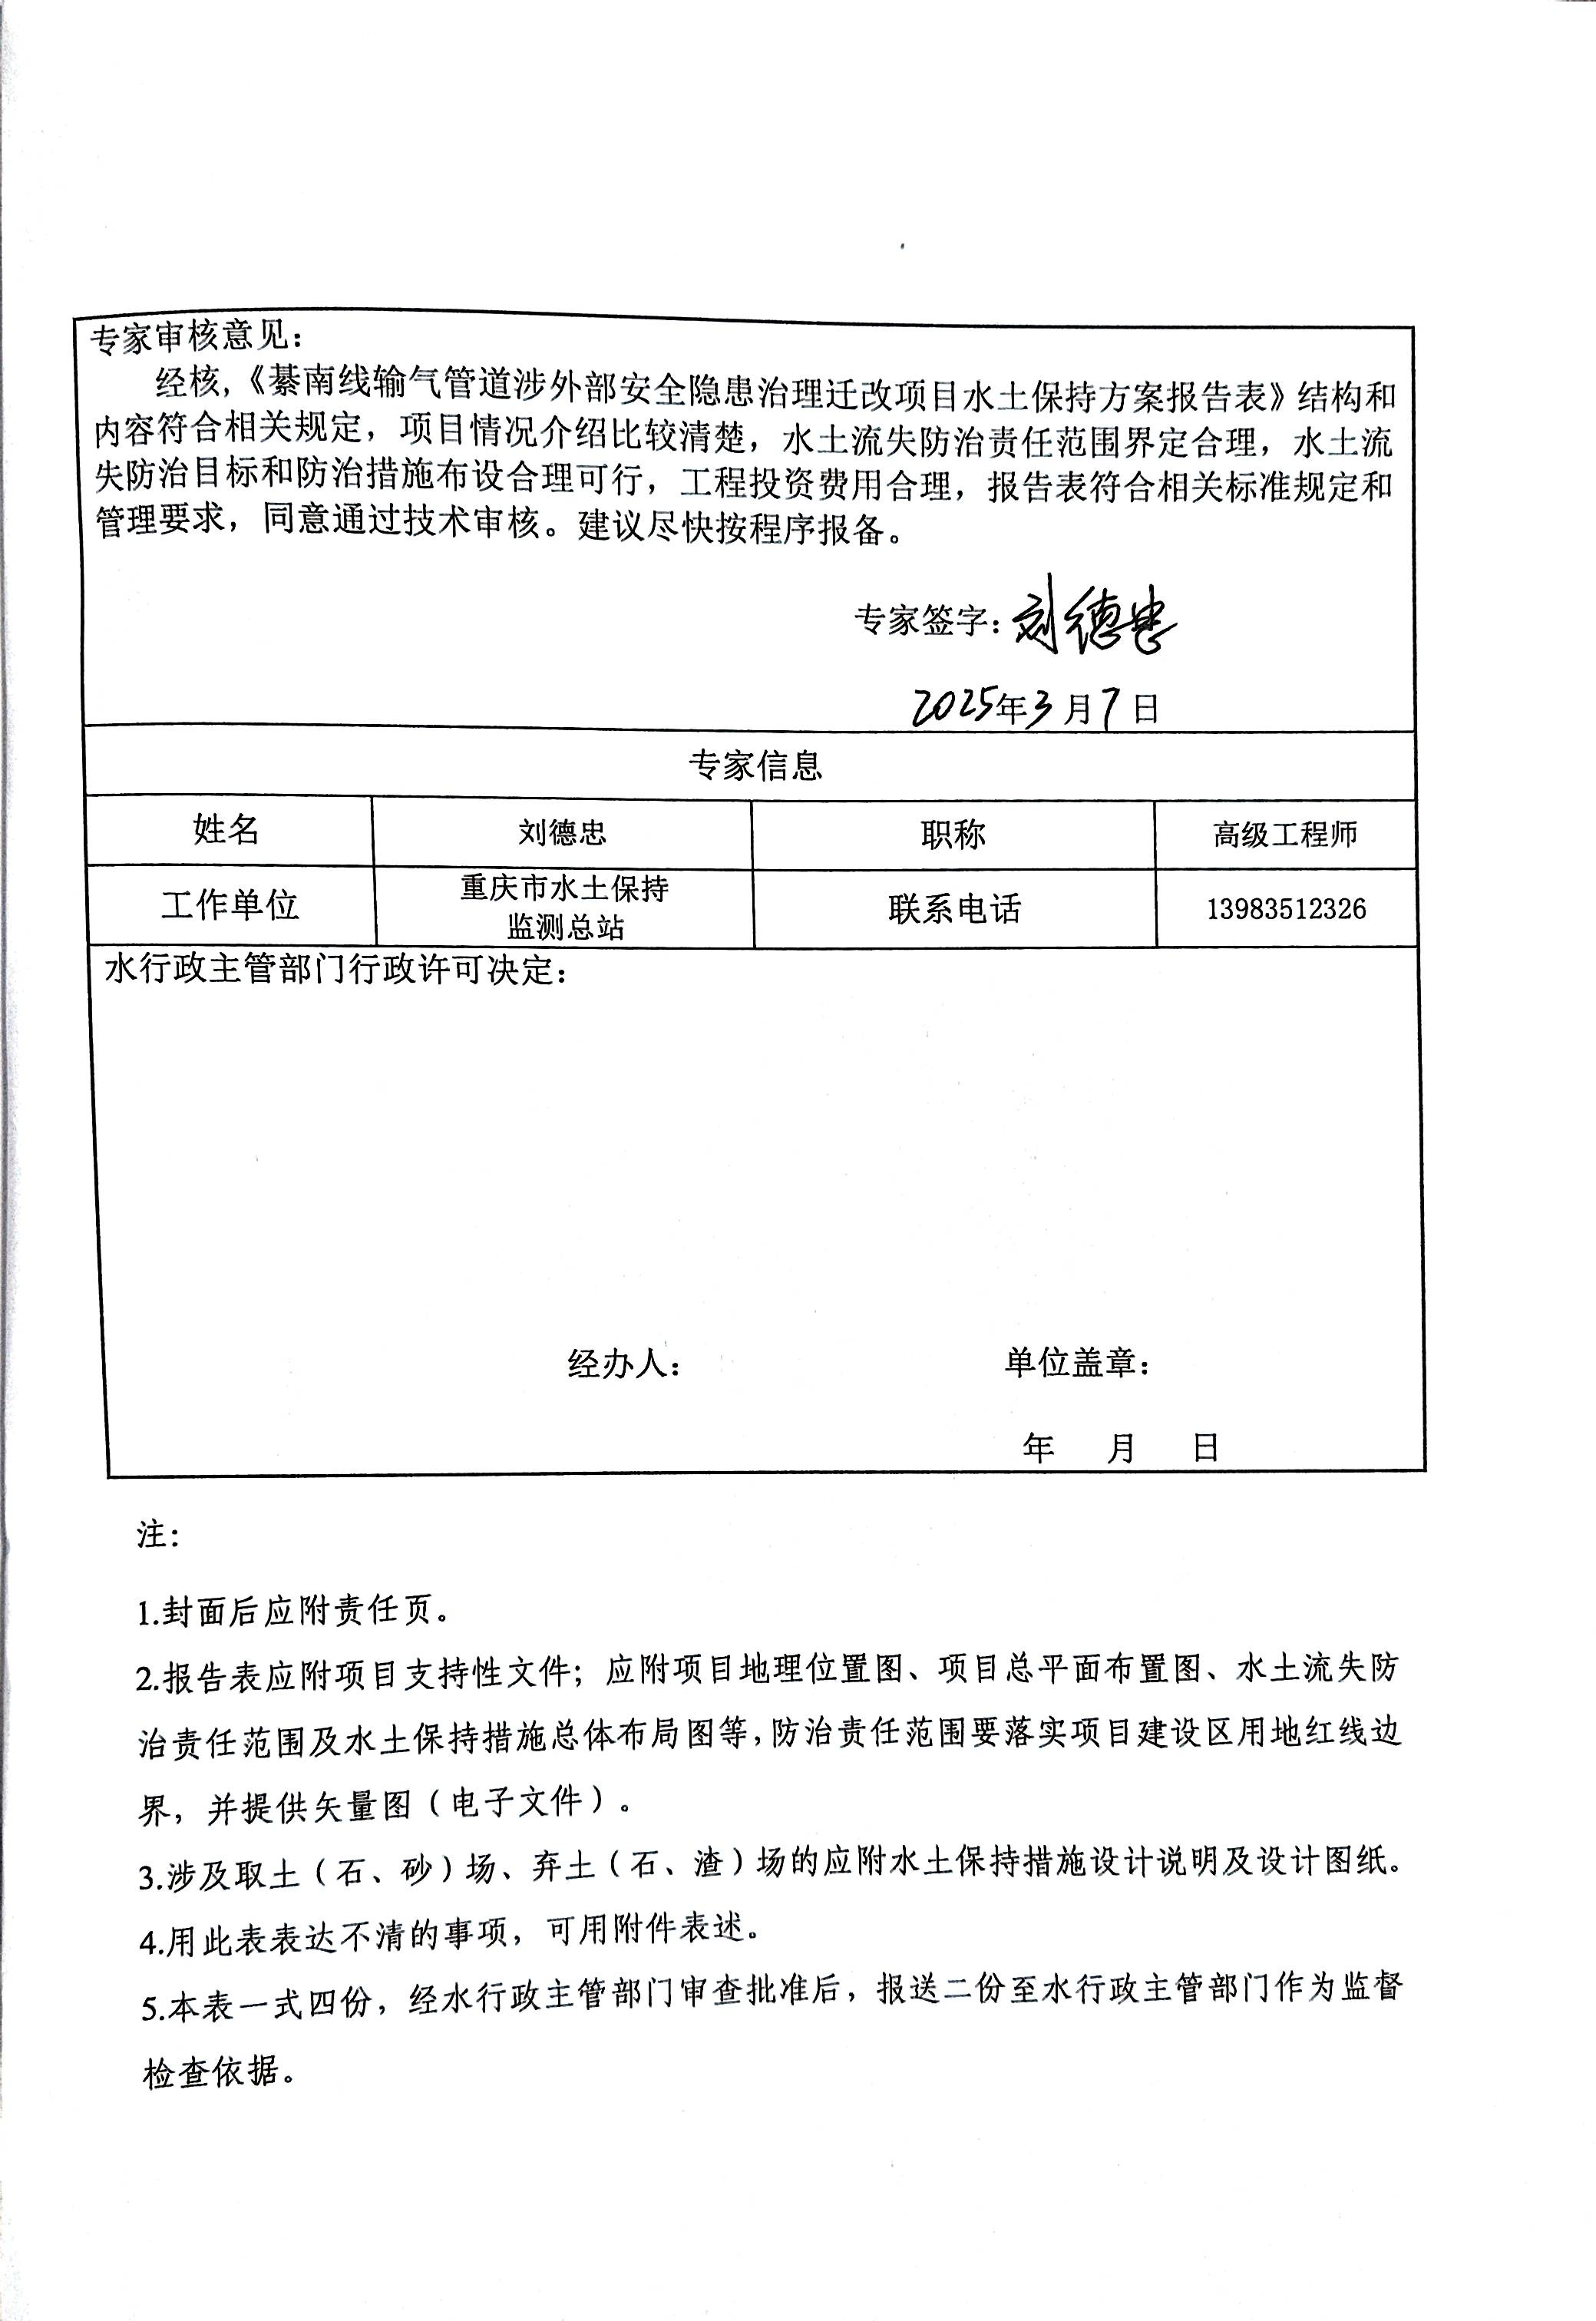 专家审核意见：
经核，《綦南线输气管道涉外部安全隐患治理迁改项目水土保持方案报告表》结构和
内容符合相关规定，项目情况介绍比较清楚，水土流失防治责任范围界定合理，水土流
失防治目标和防治措施布设合理可行，工程投资费用合理，报告表符合相关标准规定和
管理要求，同意通过技术审核。建议尽快按程序报备。
专家签字：刘德忠
2025年3月7日
专家信息
姓名 刘德忠 职称 高级工程师
工作单位 重庆市水土保持 联系电话 13983512326
监测总站
水行政主管部门行政许可决定：
经办人： 单位盖章：
年 月 日
注：
1.封面后应附责任页。
2.报告表应附项目支持性文件；应附项目地理位置图、项目总平面布置图、水土流失防
治责任范围及水土保持措施总体布局图等，防治责任范围要落实项目建设区用地红线边
界，并提供矢量图（电子文件）。
3.涉及取土（石、砂）场、弃土（石、渣）场的应附水土保持措施设计说明及设计图纸。
4.用此表表达不清的事项，可用附件表述。
5.本表一式四份，经水行政主管部门审查批准后，报送二份至水行政主管部门作为监督
检查依据。